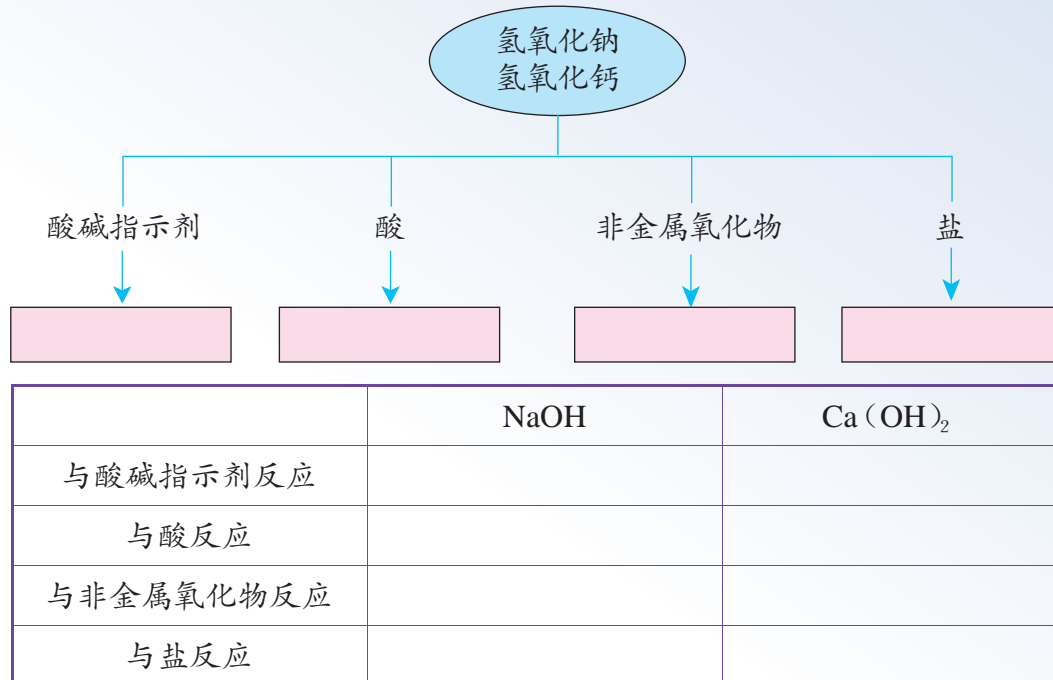 氢氧化钠
氢氧化钙
酸碱指示剂 酸 非金属氧化物 盐
NaOH Ca（OH）₂
与酸碱指示剂反应
与酸反应
与非金属氧化物反应
与盐反应